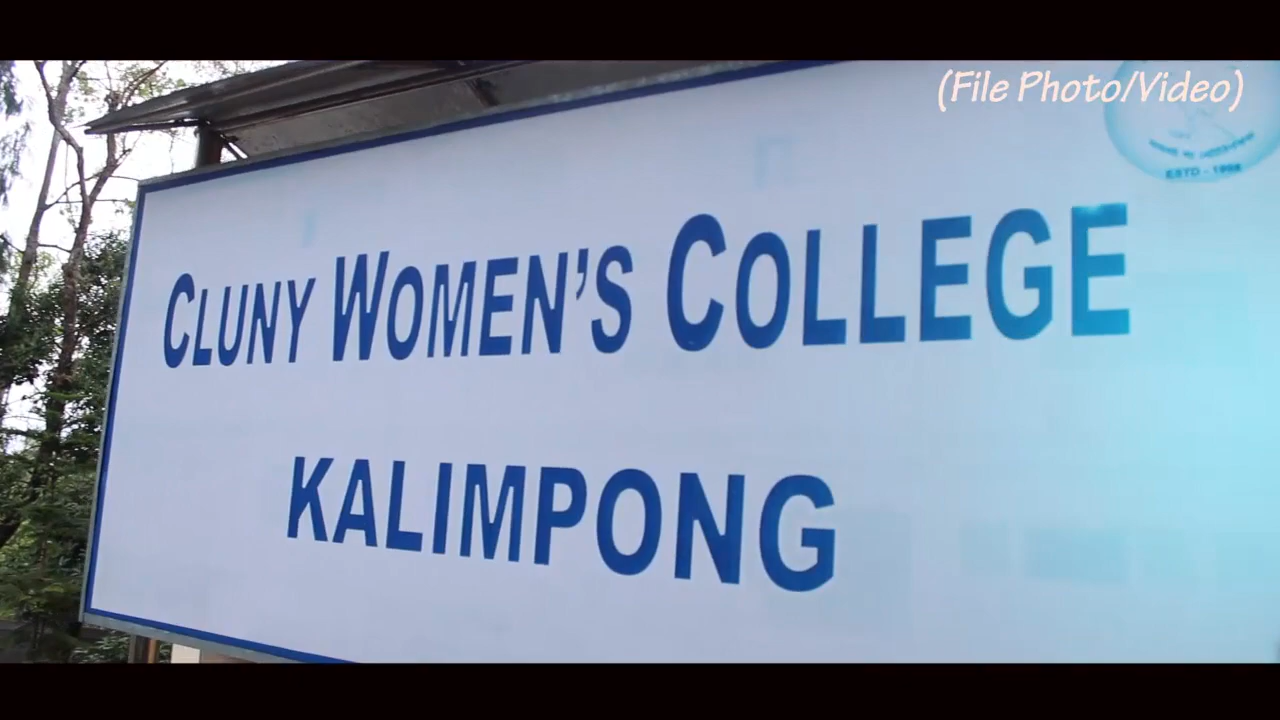 (File Photo/Video)
ESTD - 1998
CLUNY WOMEN'S COLLEGE
KALIMPONG